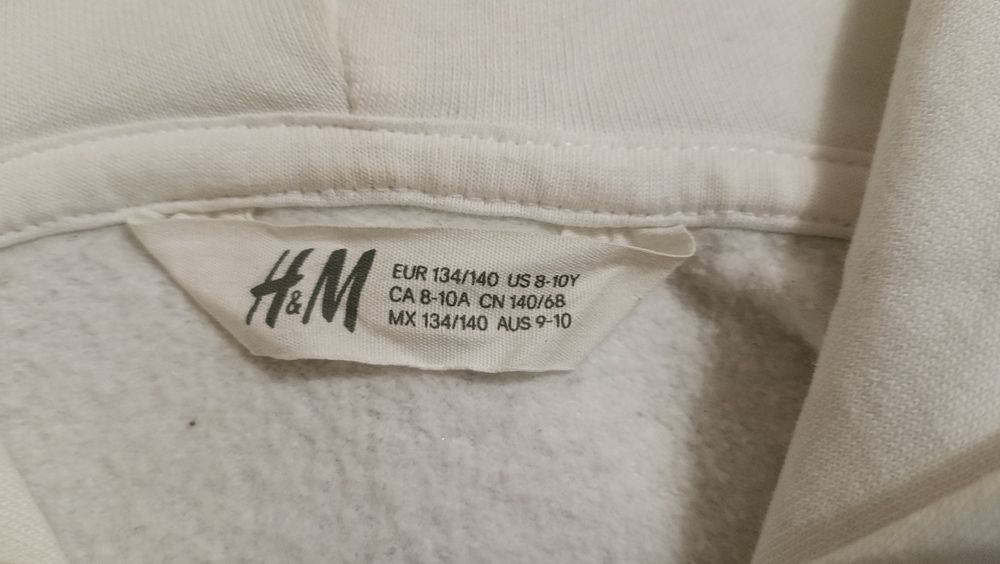 H&M
EUR 134/140 US 8-10Y
CA 8-10A CN 140/68
MX 134/140 AUS 9-10